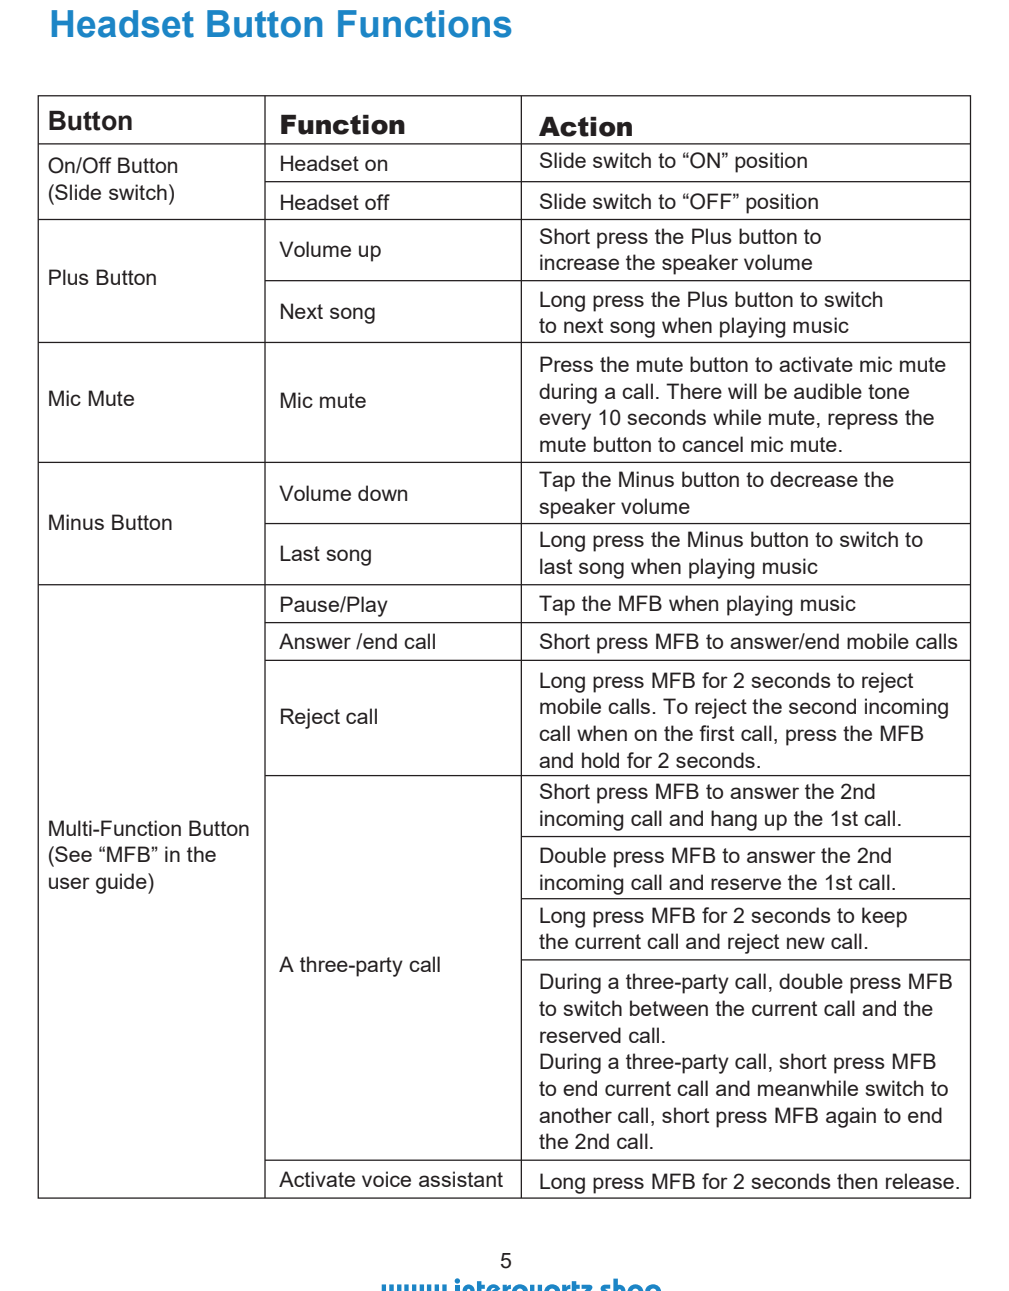 Headset Button Functions
Button
Function
Action
On/Off Button
(Slide switch)
Headset on
Slide switch to “ON” position
Headset off
Slide switch to “OFF” position
Plus Button
Volume up
Short press the Plus button to
increase the speaker volume
Next song
Long press the Plus button to switch
to next song when playing music
Mic Mute
Mic mute
Press the mute button to activate mic mute
during a call. There will be audible tone
every 10 seconds while mute, repress the
mute button to cancel mic mute.
Minus Button
Volume down
Tap the Minus button to decrease the
speaker volume
Last song
Long press the Minus button to switch to
last song when playing music
Multi-Function Button
(See “MFB” in the
user guide)
Pause/Play
Tap the MFB when playing music
Answer /end call
Short press MFB to answer/end mobile calls
Reject call
Long press MFB for 2 seconds to reject
mobile calls. To reject the second incoming
call when on the first call, press the MFB
and hold for 2 seconds.
A three-party call
Short press MFB to answer the 2nd
incoming call and hang up the 1st call.
Double press MFB to answer the 2nd
incoming call and reserve the 1st call.
Long press MFB for 2 seconds to keep
the current call and reject new call.
During a three-party call, double press MFB
to switch between the current call and the
reserved call.
During a three-party call, short press MFB
to end current call and meanwhile switch to
another call, short press MFB again to end
the 2nd call.
Activate voice assistant
Long press MFB for 2 seconds then release.
5
www.interquartz.shop